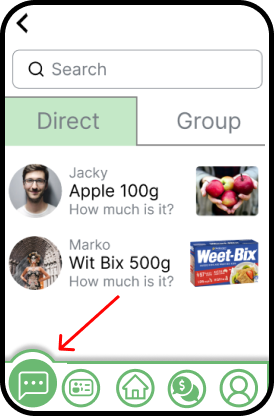 Search
Direct
Group
Jacky
Apple 100g
How much is it?
Marko
Wit Bix 500g
How much is it?
Weet-Bix
$